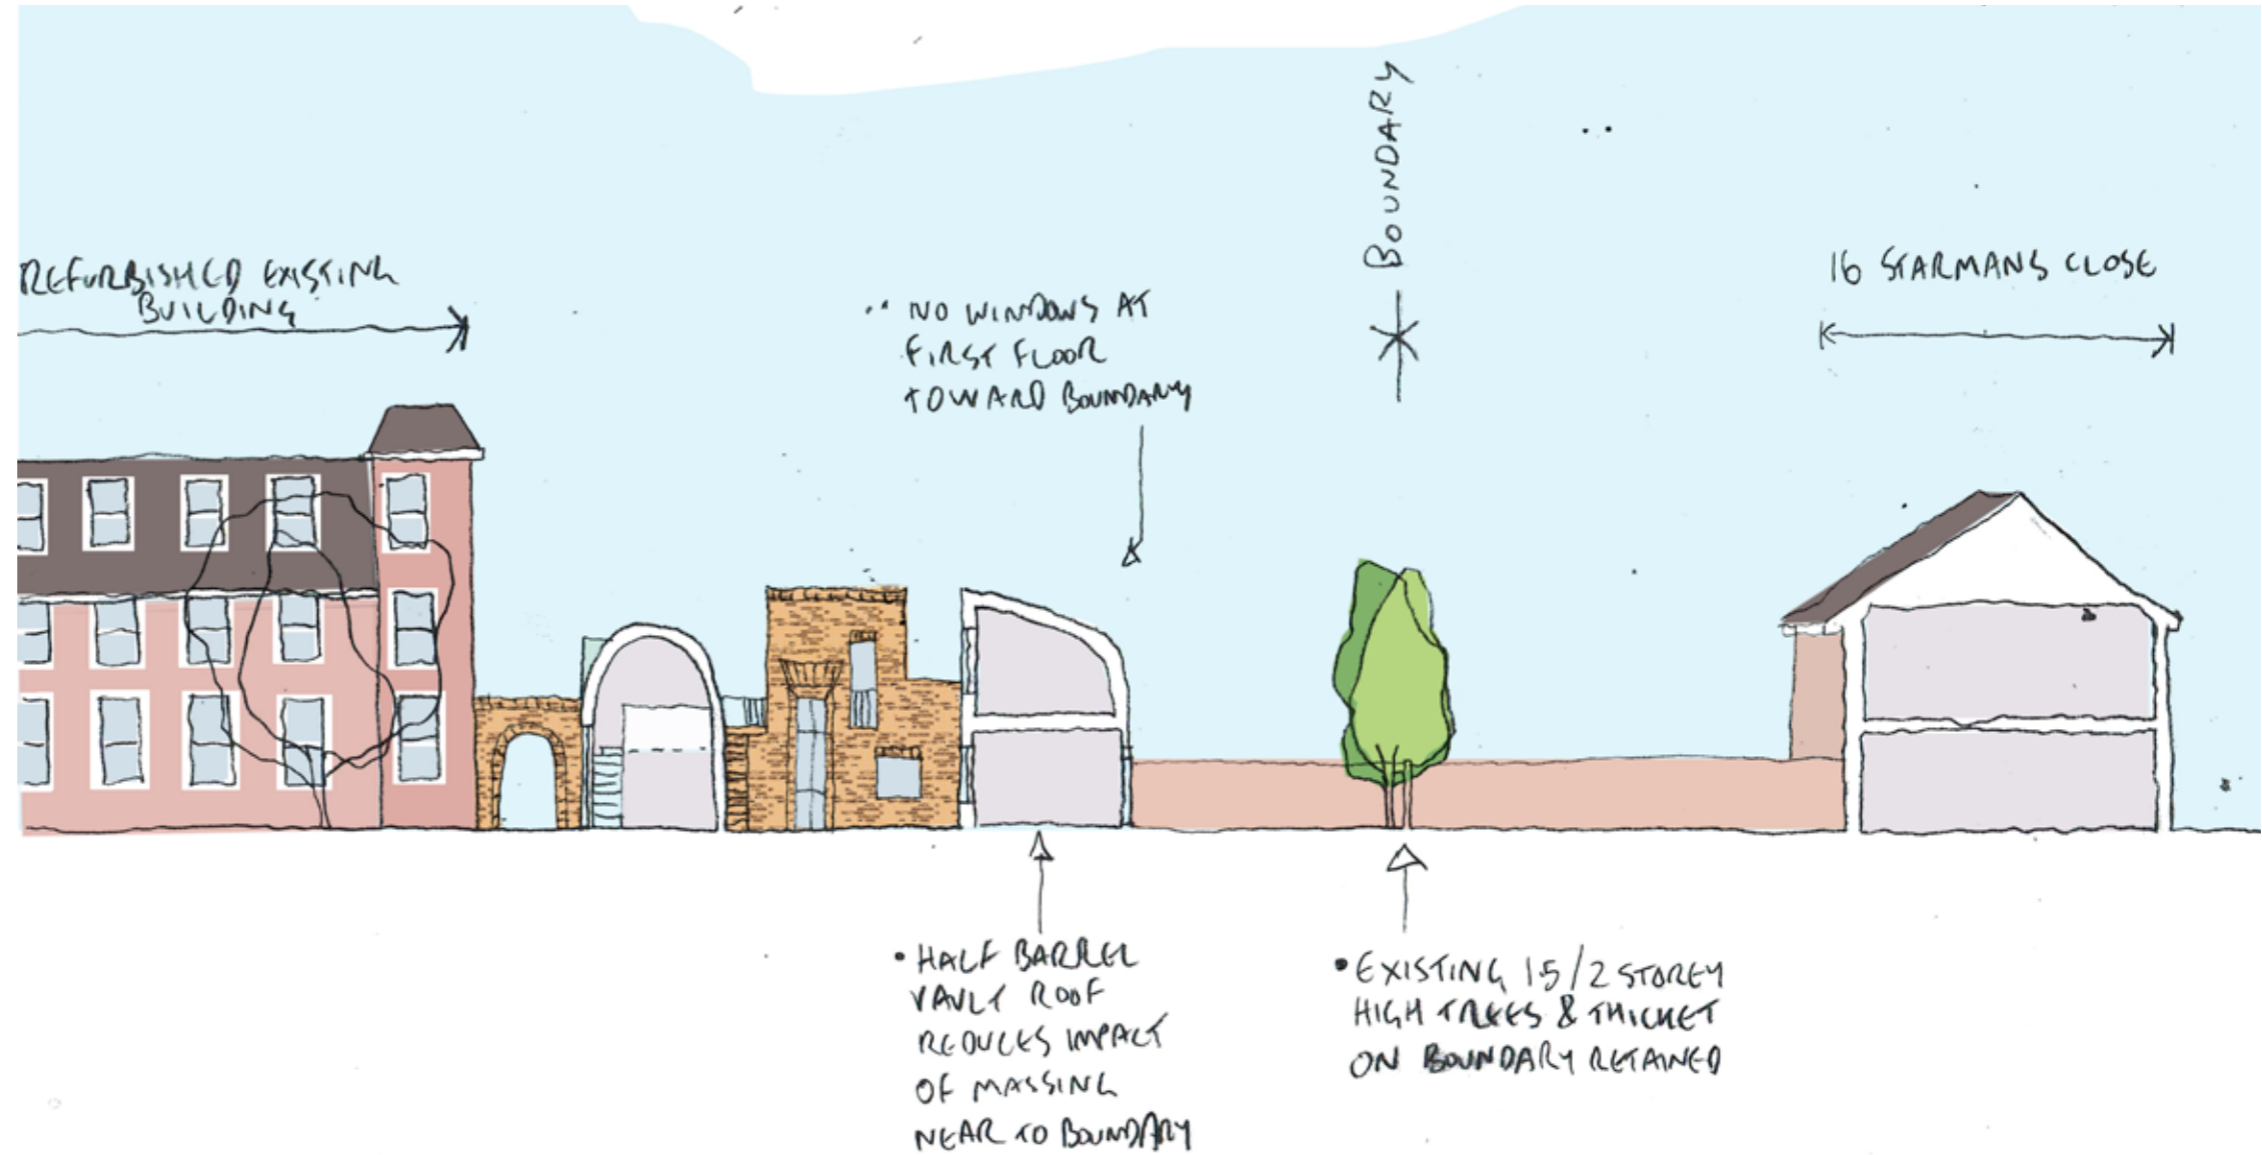 REFURBISHED EXISTING
BUILDING
•• NO WINDOWS AT
FIRST FLOOR
TOWARD BOUNDARY
BOUNDARY
16 STARMANS CLOSE
• HALF BARREL
VAULT ROOF
REDUCES IMPACT
OF MASSING
NEAR TO BOUNDARY
• EXISTING 1.5/2 STOREY
HIGH TREES & THICKET
ON BOUNDARY RETAINED